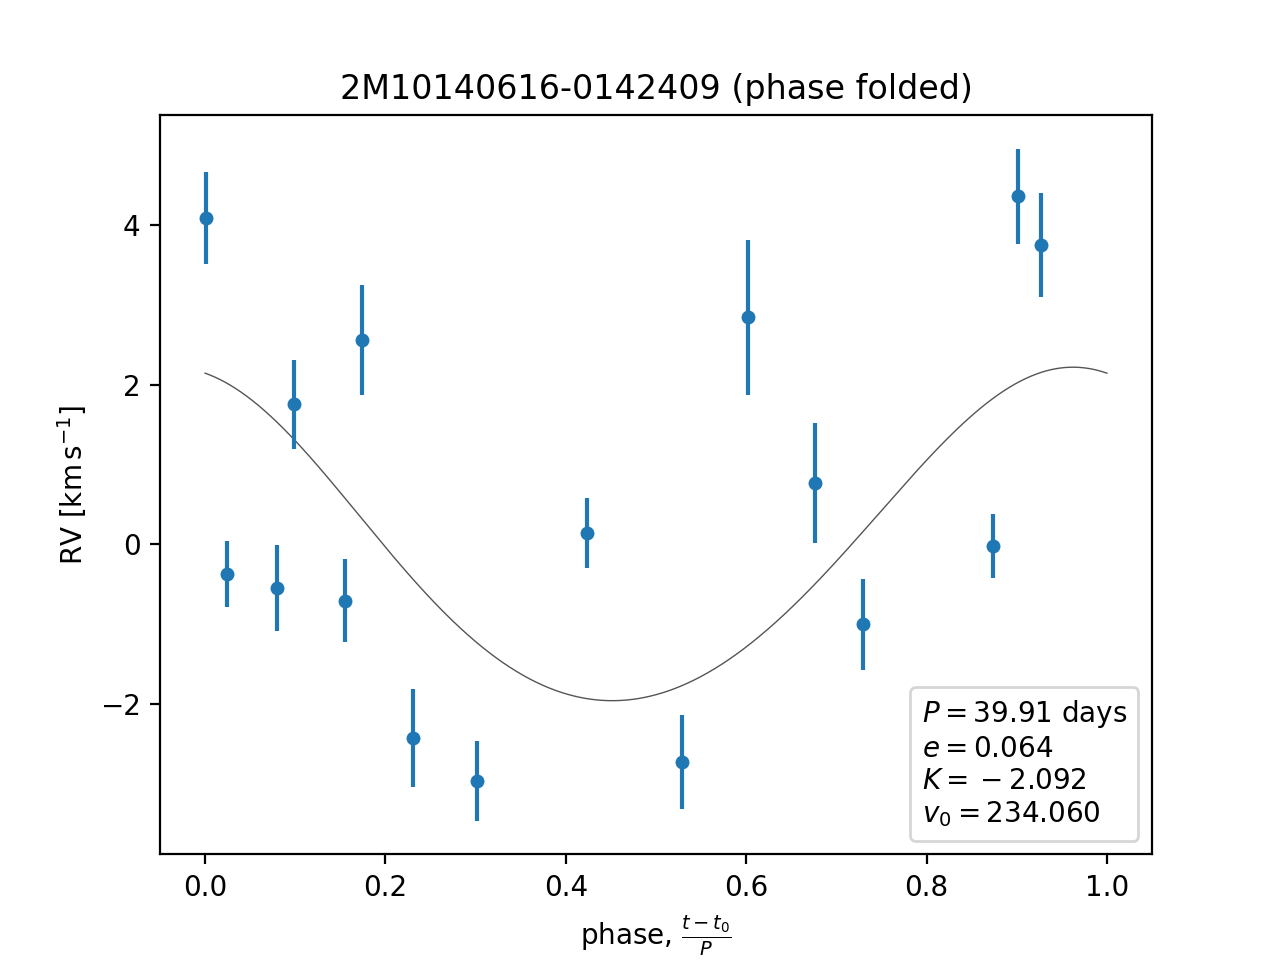 2M10140616-0142409 (phase folded)
RV [km s⁻¹]
4
2
0
−2
0.0 0.2 0.4 0.6 0.8 1.0
phase, (t − t₀)/P
P = 39.91 days
e = 0.064
K = −2.092
v₀ = 234.060